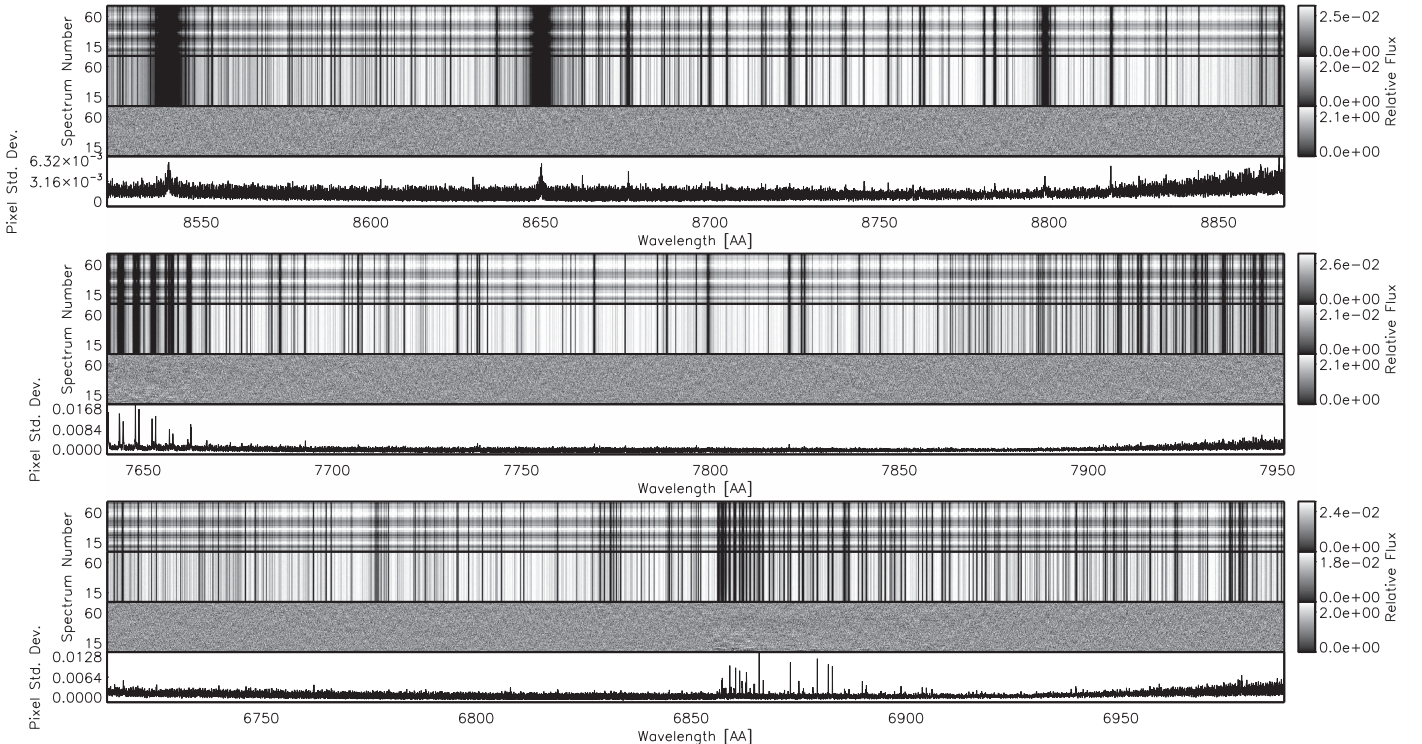 Spectrum Number
60
15
60
15
60
15
2.5e−02
0.0e+00
2.0e−02
0.0e+00
2.1e+00
0.0e+00
Relative Flux
Pixel Std. Dev.
6.32×10⁻³
3.16×10⁻³
0
8550 8600 8650 8700 8750 8800 8850
Wavelength [AA]
Spectrum Number
60
15
60
15
60
15
2.6e−02
0.0e+00
2.1e−02
0.0e+00
2.1e+00
0.0e+00
Relative Flux
Pixel Std. Dev.
0.0168
0.0084
0.0000
7650 7700 7750 7800 7850 7900 7950
Wavelength [AA]
Spectrum Number
60
15
60
15
60
15
2.4e−02
0.0e+00
1.8e−02
0.0e+00
2.0e+00
0.0e+00
Relative Flux
Pixel Std. Dev.
0.0128
0.0064
0.0000
6750 6800 6850 6900 6950
Wavelength [AA]